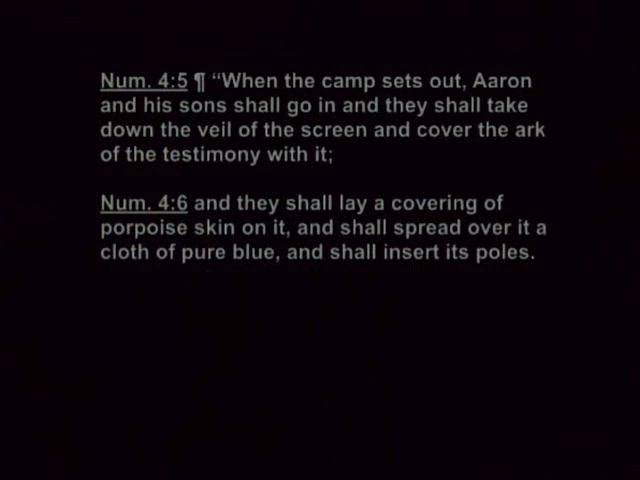 Num. 4:5 ¶ “When the camp sets out, Aaron
and his sons shall go in and they shall take
down the veil of the screen and cover the ark
of the testimony with it;
Num. 4:6 and they shall lay a covering of
porpoise skin on it, and shall spread over it a
cloth of pure blue, and shall insert its poles.